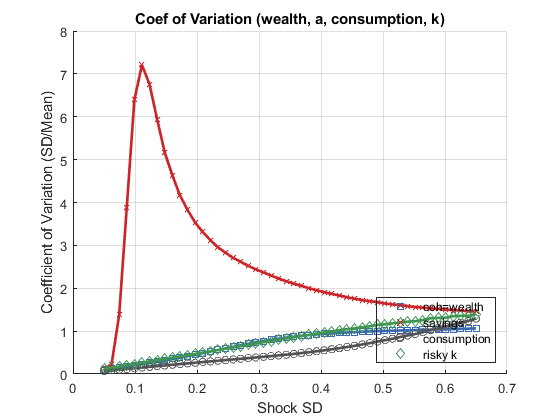 Coef of Variation (wealth, a, consumption, k)
Coefficient of Variation (SD/Mean)
8
7
6
5
4
3
2
1
0
coh=wealth
savings
consumption
risky k
0 0.1 0.2 0.3 0.4 0.5 0.6 0.7
Shock SD